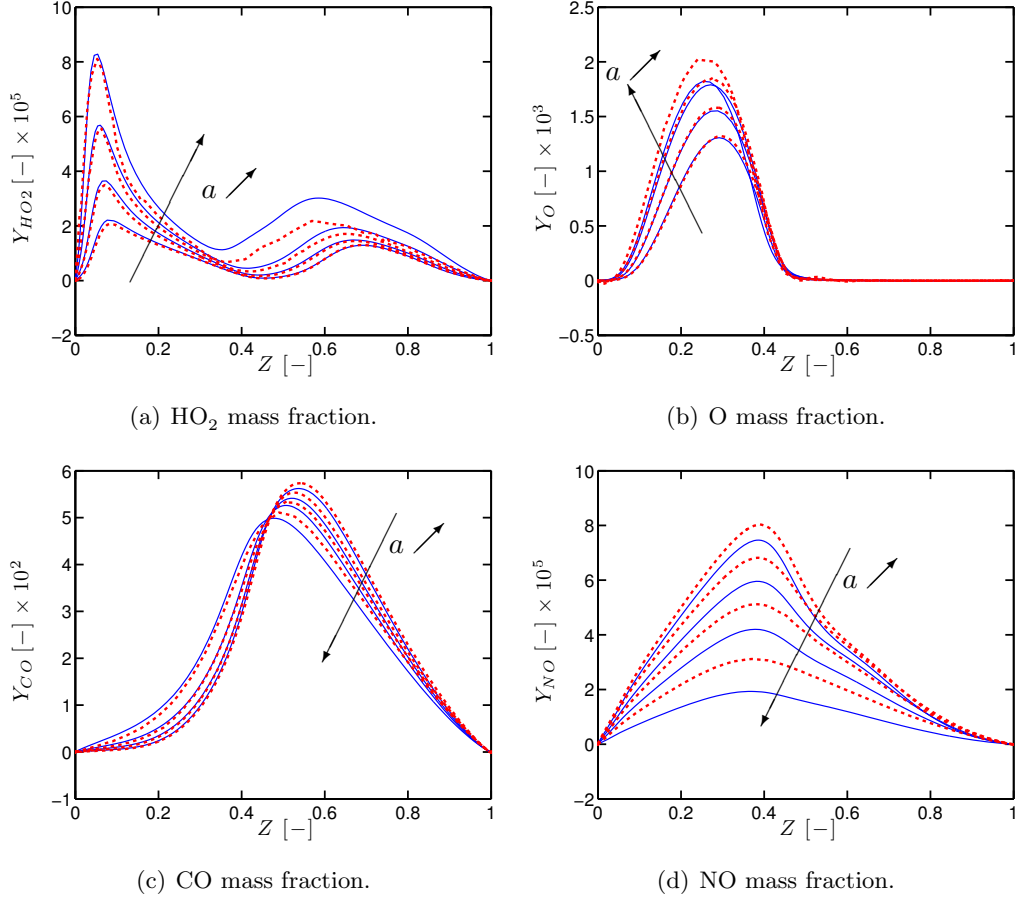 10
8
6
4
2
0
−2
0 0.2 0.4 0.6 0.8 1
Z [−]
Y_{HO2} [−] × 10^5
a
(a) HO₂ mass fraction.
2.5
2
1.5
1
0.5
0
−0.5
0 0.2 0.4 0.6 0.8 1
Z [−]
Y_O [−] × 10^3
a
(b) O mass fraction.
6
5
4
3
2
1
0
−1
0 0.2 0.4 0.6 0.8 1
Z [−]
Y_{CO} [−] × 10^2
a
(c) CO mass fraction.
10
8
6
4
2
0
−2
0 0.2 0.4 0.6 0.8 1
Z [−]
Y_{NO} [−] × 10^5
a
(d) NO mass fraction.